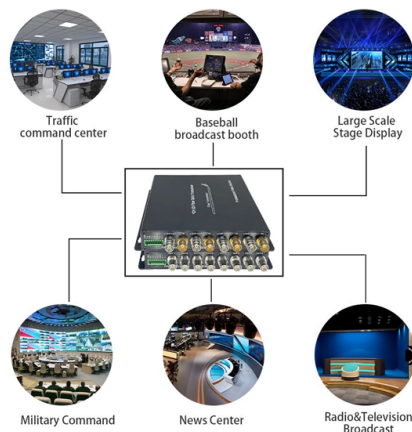 Traffic
command center
Baseball
broadcast booth
Large Scale
Stage Display
Military Command
News Center
Radio&Television
Broadcast